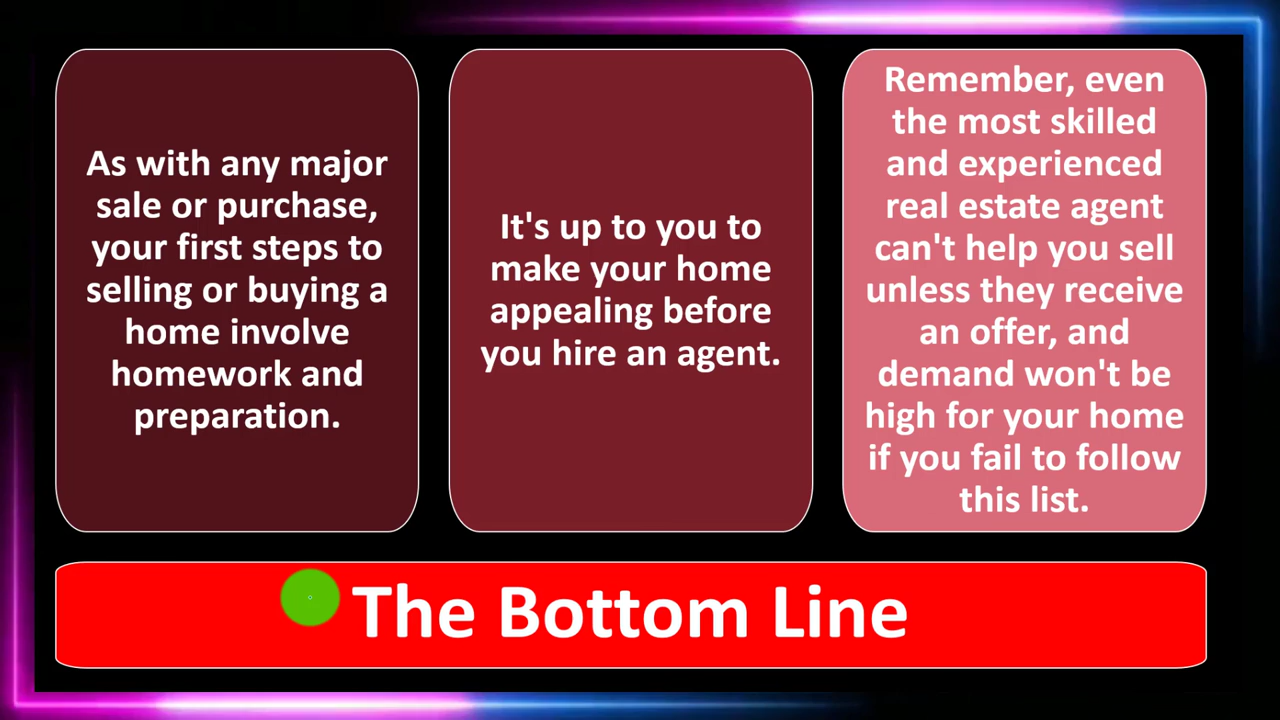 As with any major
sale or purchase,
your first steps to
selling or buying a
home involve
homework and
preparation.
It's up to you to
make your home
appealing before
you hire an agent.
Remember, even
the most skilled
and experienced
real estate agent
can't help you sell
unless they receive
an offer, and
demand won't be
high for your home
if you fail to follow
this list.
The Bottom Line